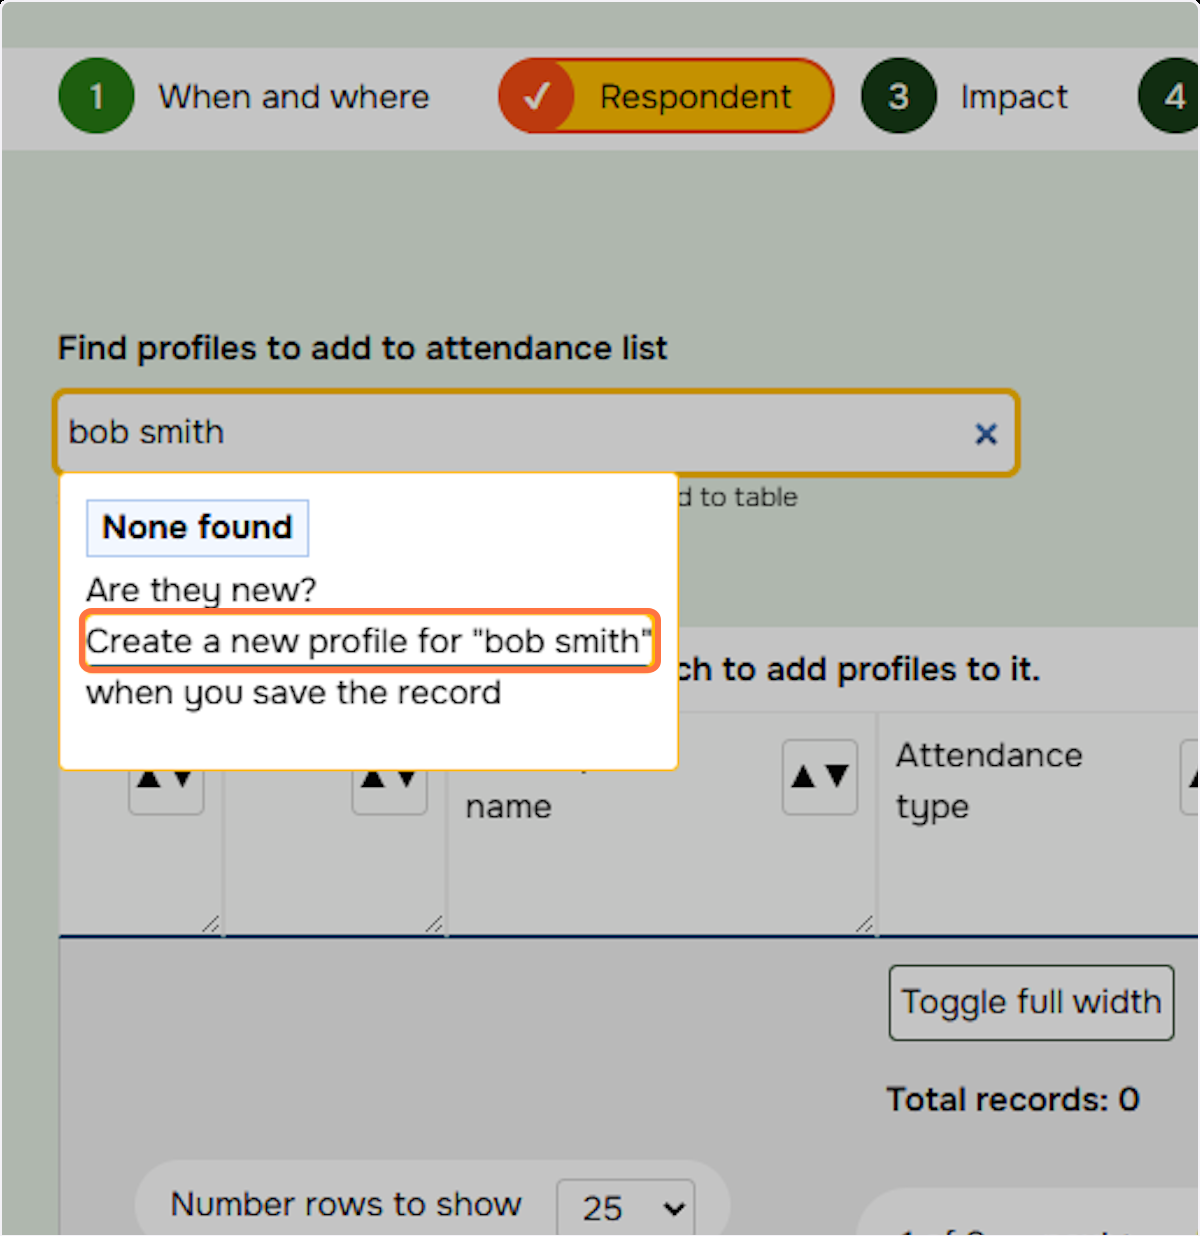 1 When and where ✓ Respondent 3 Impact 4
Find profiles to add to attendance list
bob smith ×
d to table
None found
Are they new?
Create a new profile for "bob smith"
when you save the record
ch to add profiles to it.
▲▼ ▲▼ name ▲▼ Attendance
type
Toggle full width
Total records: 0
Number rows to show 25